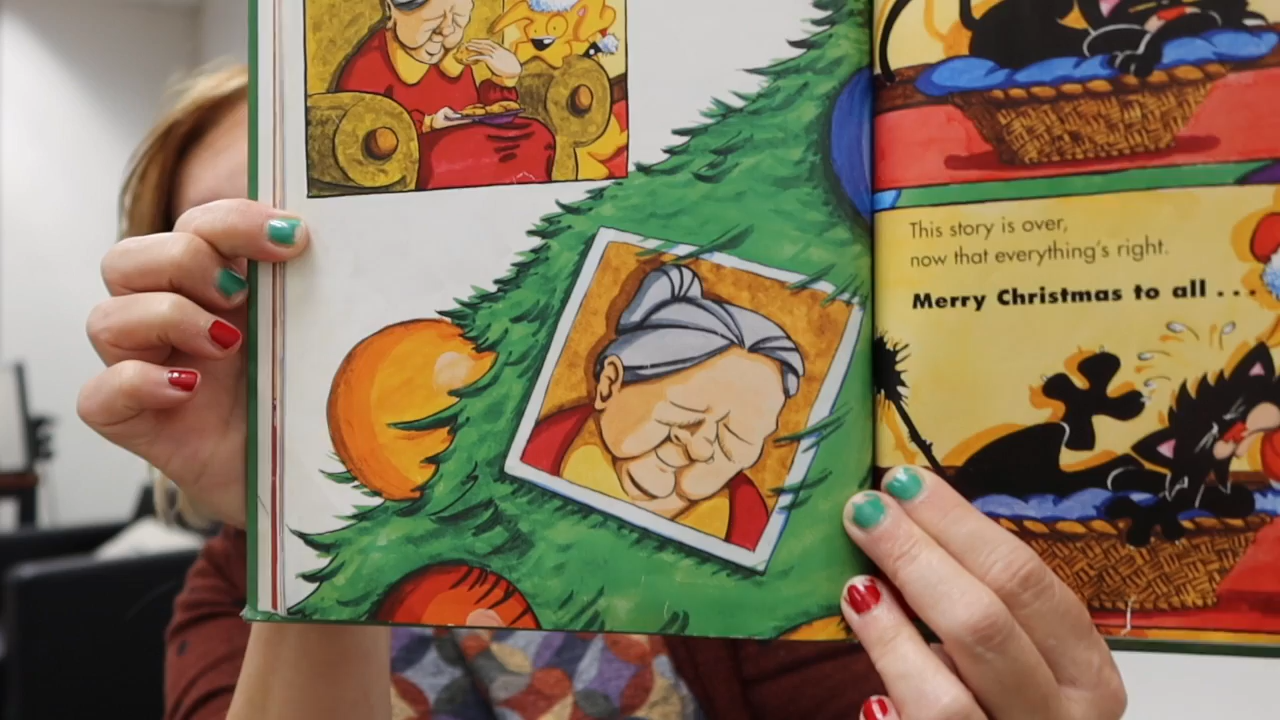 This story is over,
now that everything's right.
Merry Christmas to all . . .